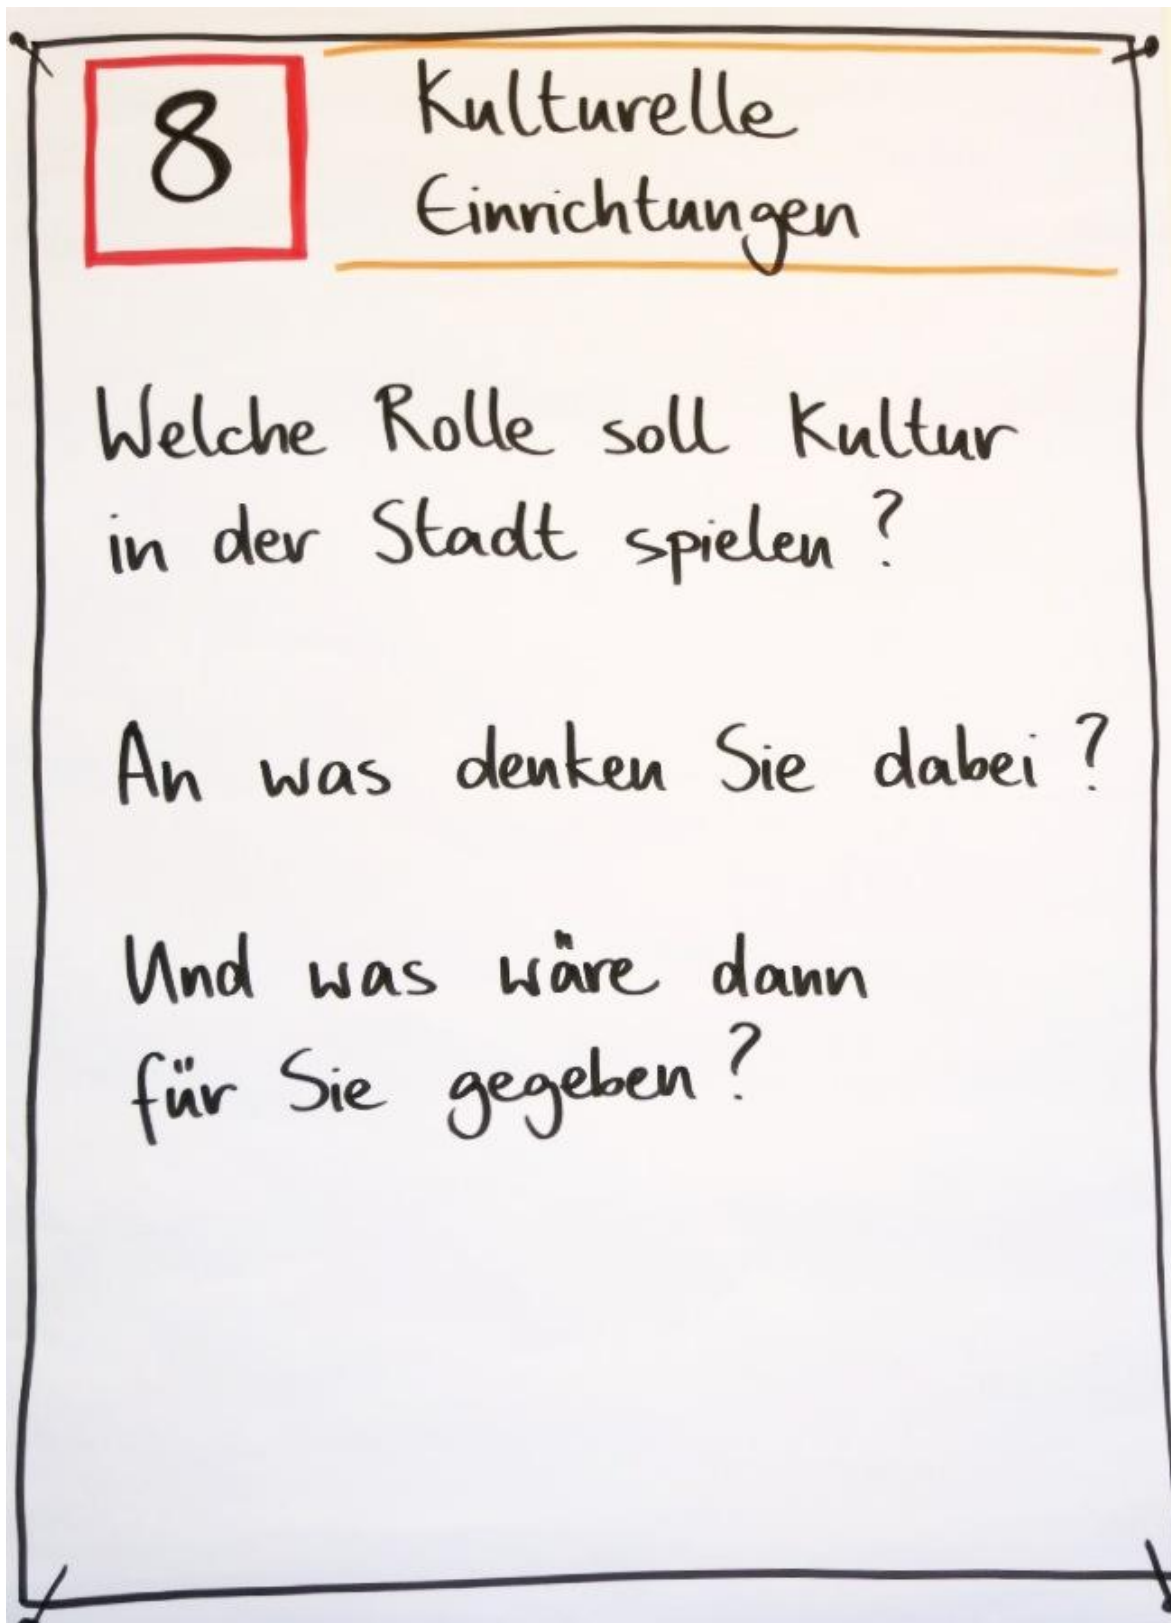 8
Kulturelle
Einrichtungen
Welche Rolle soll Kultur
in der Stadt spielen?
An was denken Sie dabei?
Und was wäre dann
für Sie gegeben?